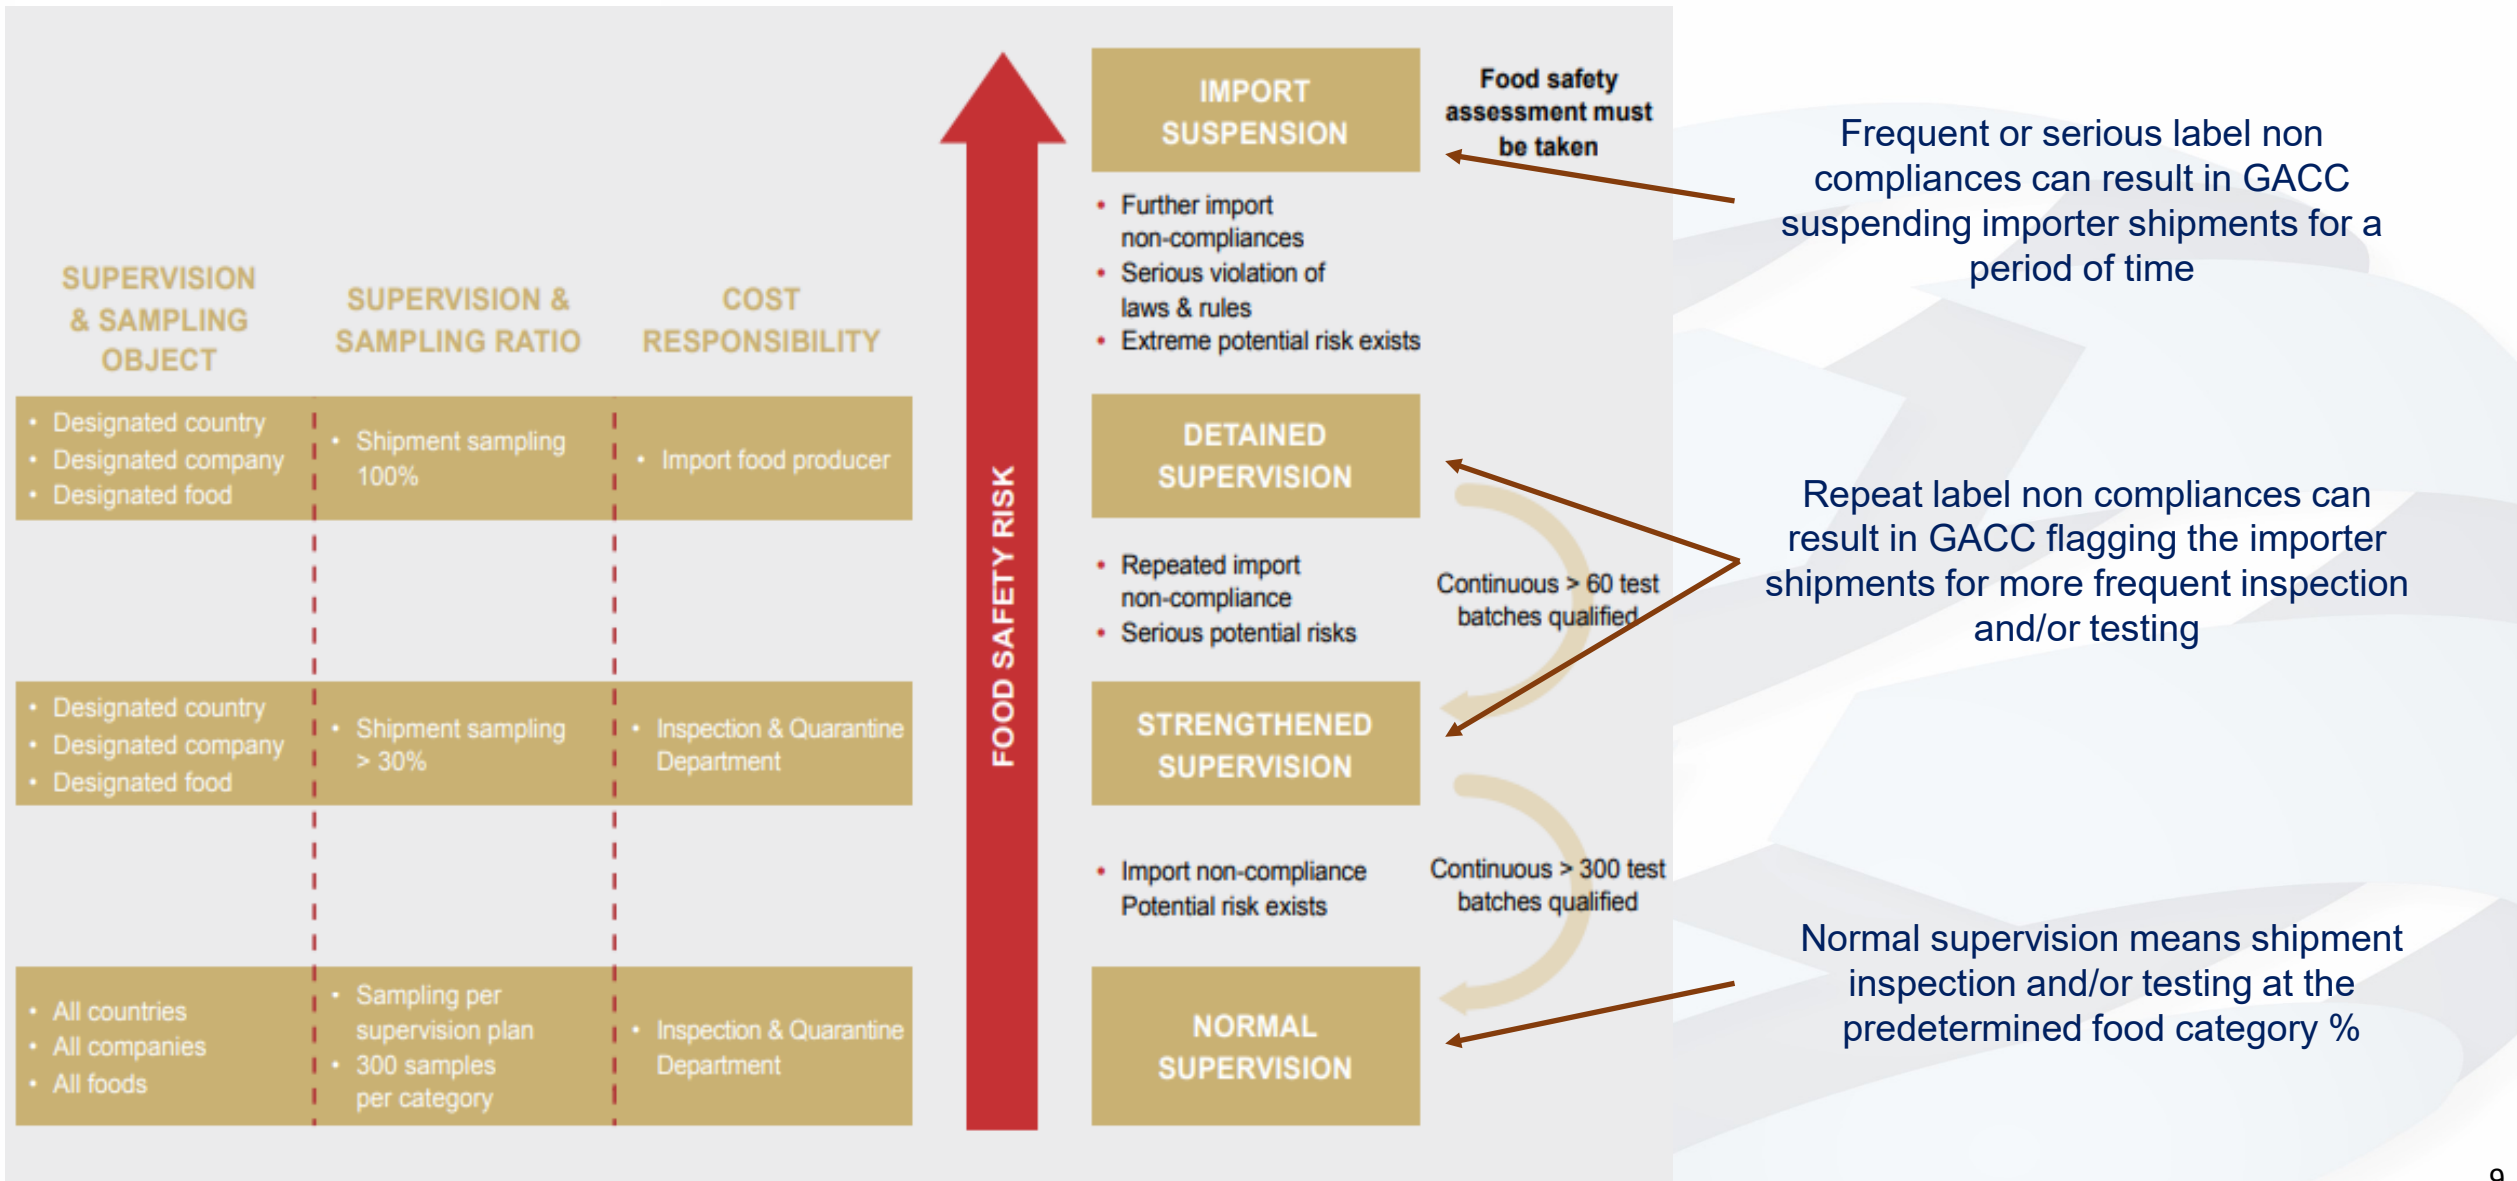 SUPERVISION
& SAMPLING
OBJECT
SUPERVISION &
SAMPLING RATIO
COST
RESPONSIBILITY
• Designated country
• Designated company
• Designated food
• Shipment sampling
100%
• Import food producer
• Designated country
• Designated company
• Designated food
• Shipment sampling
> 30%
• Inspection & Quarantine
Department
• All countries
• All companies
• All foods
• Sampling per
supervision plan
• 300 samples
per category
• Inspection & Quarantine
Department
FOOD SAFETY RISK
IMPORT
SUSPENSION
Food safety
assessment must
be taken
• Further import
non-compliances
• Serious violation of
laws & rules
• Extreme potential risk exists
DETAINED
SUPERVISION
• Repeated import
non-compliance
• Serious potential risks
Continuous > 60 test
batches qualified
STRENGTHENED
SUPERVISION
• Import non-compliance
Potential risk exists
Continuous > 300 test
batches qualified
NORMAL
SUPERVISION
Frequent or serious label non
compliances can result in GACC
suspending importer shipments for a
period of time
Repeat label non compliances can
result in GACC flagging the importer
shipments for more frequent inspection
and/or testing
Normal supervision means shipment
inspection and/or testing at the
predetermined food category %
9